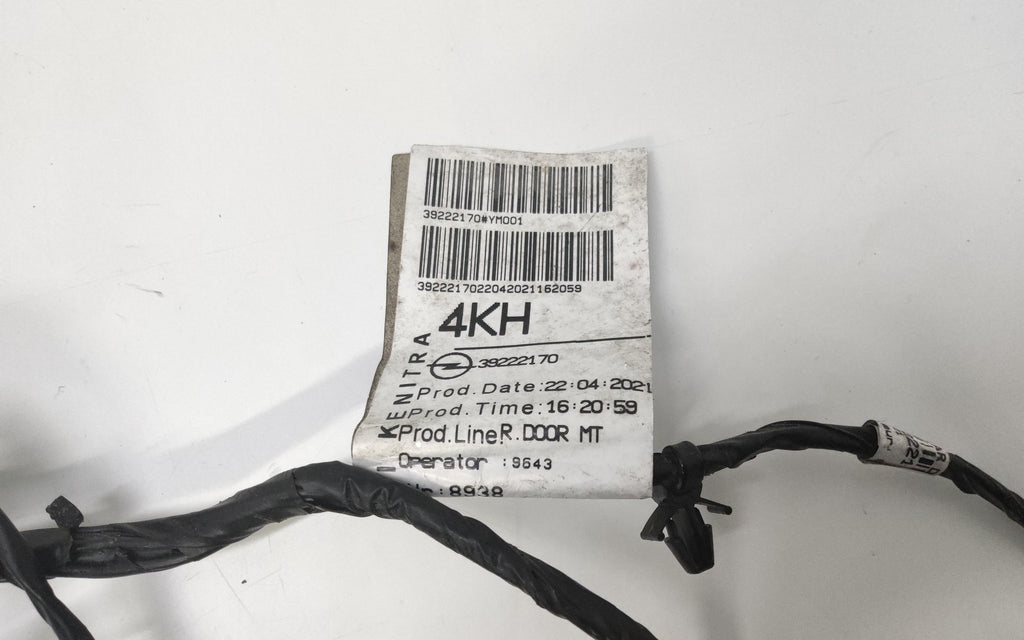 39222170#YM001
3922217022042021162059
4KH
KENITRA
39222170
Prod.Date:22:04:2021
Prod.Time:16:20:59
Prod.Line R.DOOR MT
Operator :9643
:8938